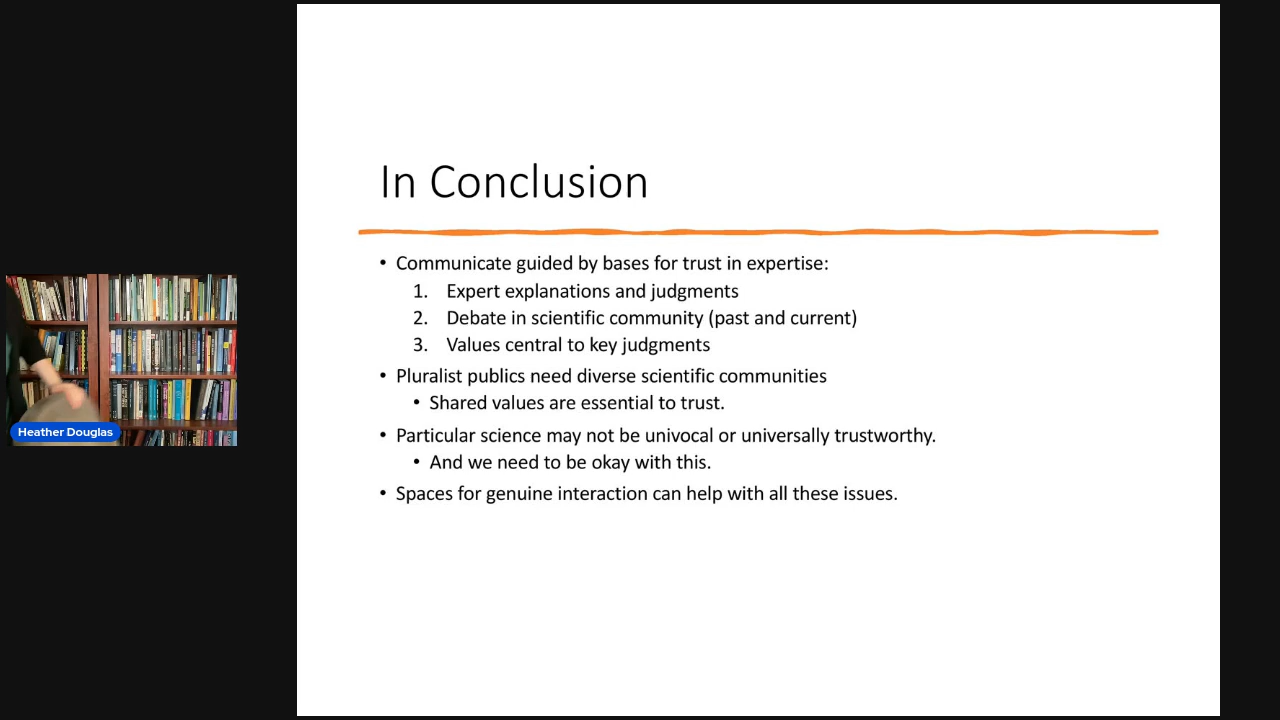 In Conclusion
• Communicate guided by bases for trust in expertise:
1. Expert explanations and judgments
2. Debate in scientific community (past and current)
3. Values central to key judgments
• Pluralist publics need diverse scientific communities
• Shared values are essential to trust.
• Particular science may not be univocal or universally trustworthy.
• And we need to be okay with this.
• Spaces for genuine interaction can help with all these issues.
Heather Douglas